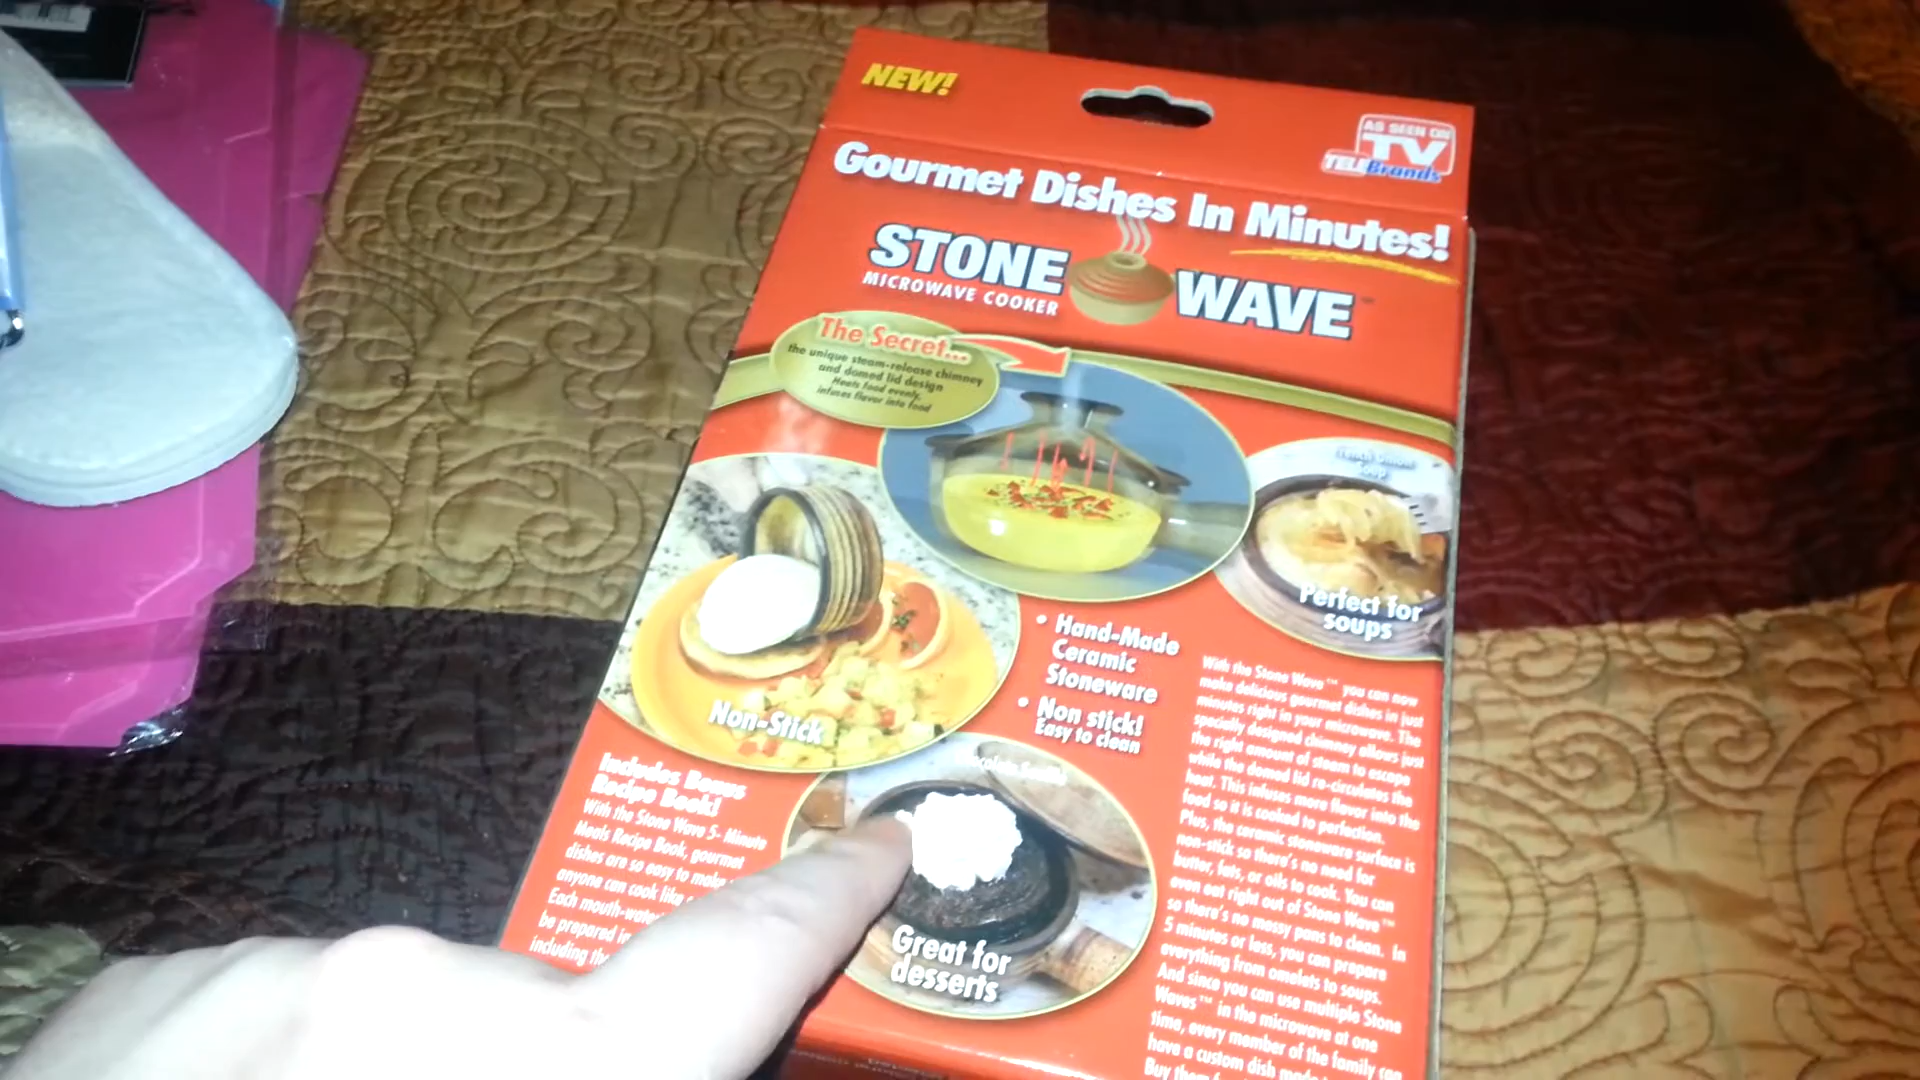 NEW!
AS SEEN ON
TV
TELEBrands
Gourmet Dishes In Minutes!
STONE WAVE™
MICROWAVE COOKER
The Secret...
the unique steam-release chimney
and domed lid design
Heats food evenly,
infuses flavor into food
French Onion
Soup
Perfect for
soups
Non-Stick
• Hand-Made
Ceramic
Stoneware
• Non stick!
Easy to clean
Includes Bonus
Recipe Book!
With the Stone Wave 5- Minute
Meals Recipe Book, gourmet
dishes are so easy to make
anyone can cook like
Each
be prepared
including
Great for
desserts
With the Stone Wave™ you can now
make delicious gourmet dishes in just
minutes right in your microwave. The
specially designed chimney allows just
the right amount of steam to escape
while the domed lid re-circulates the
heat. This infuses more flavor into the
food so it is cooked to perfection.
Plus, the ceramic stoneware surface is
non-stick so there's no need for
butter, fats, or oils to cook. You can
even eat right out of Stone Wave™
so there's no messy pans to clean. In
5 minutes or less, you can prepare
everything from omelets to soups.
And since you can use multiple Stone
Waves™ in the microwave at one
time, every member of the family can
have a custom dish made
Buy them